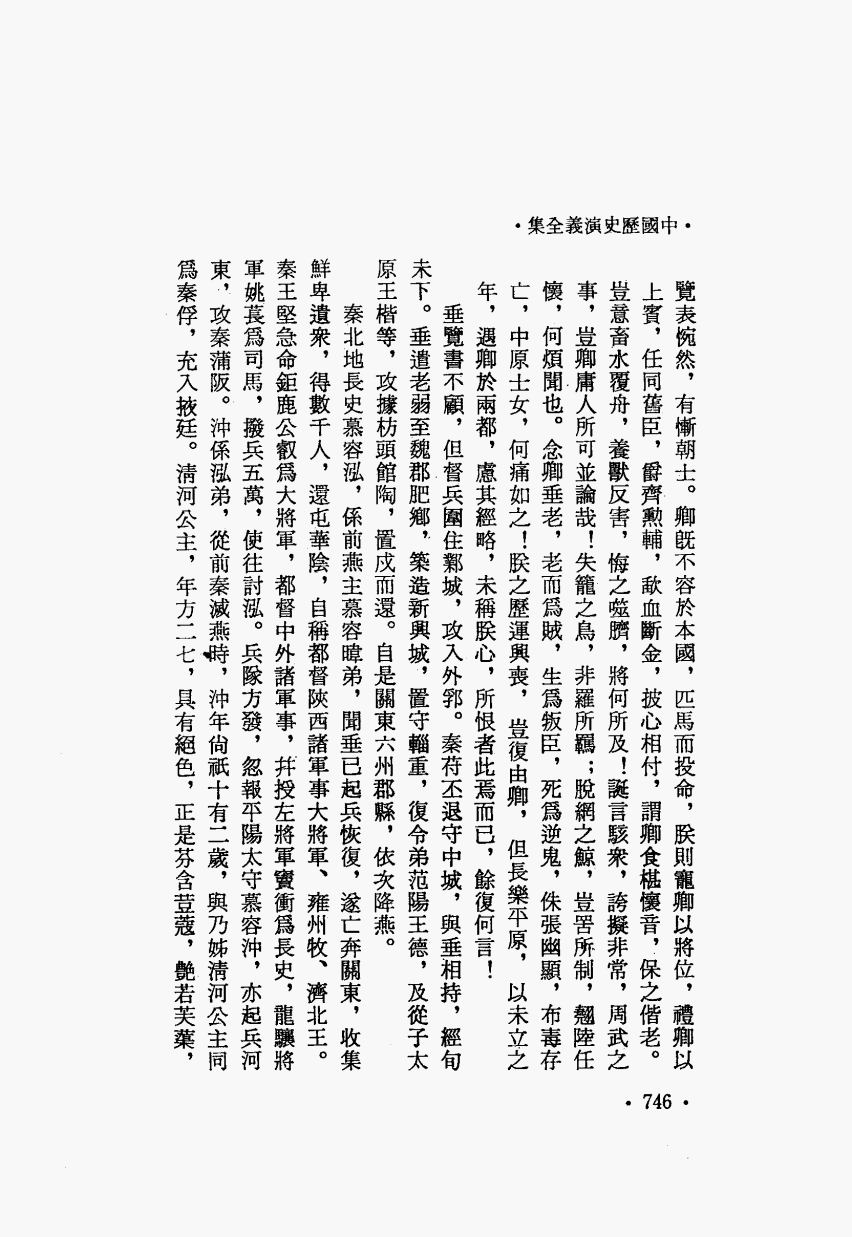 •中國歷史演義全集•
覽表惋然，有慚朝士。卿旣不容於本國，匹馬而投命，朕則寵卿以將位，禮卿以
上賓，任同舊臣，爵齊勳輔，歃血斷金，披心相付，謂卿食椹懷音，保之偕老。
豈意畜水覆舟，養獸反害，悔之噬臍，將何所及！誕言駭衆，誇擬非常，周武之
事，豈卿庸人所可並論哉！失籠之鳥，非羅所羈；脫網之鯨，豈罟所制，翹陸任
懷，何煩聞也。念卿垂老，老而爲賊，生爲叛臣，死爲逆鬼，侏張幽顯，布毒存
亡，中原士女，何痛如之！朕之歷運興喪，豈復由卿，但長樂平原，以未立之
年，遇卿於兩都，慮其經略，未稱朕心，所恨者此焉而已，餘復何言！
垂覽書不顧，但督兵圍住鄴城，攻入外郛。秦苻丕退守中城，與垂相持，經旬
未下。垂遣老弱至魏郡肥鄉，築造新興城，置守輜重，復令弟范陽王德，及從子太
原王楷等，攻據枋頭館陶，置戍而還。自是關東六州郡縣，依次降燕。
秦北地長史慕容泓，係前燕主慕容暐弟，聞垂已起兵恢復，遂亡奔關東，收集
鮮卑遺衆，得數千人，還屯華陰，自稱都督陝西諸軍事大將軍、雍州牧、濟北王。
秦王堅急命鉅鹿公叡爲大將軍，都督中外諸軍事，幷授左將軍竇衝爲長史，龍驤將
軍姚萇爲司馬，撥兵五萬，使往討泓。兵隊方發，忽報平陽太守慕容沖，亦起兵河
東，攻秦蒲阪。沖係泓弟，從前秦滅燕時，沖年尙祇十有二歲，與乃姊淸河公主同
爲秦俘，充入掖廷。淸河公主，年方二七，具有絕色，正是芬含荳蔻，艷若芙蕖，
•746•